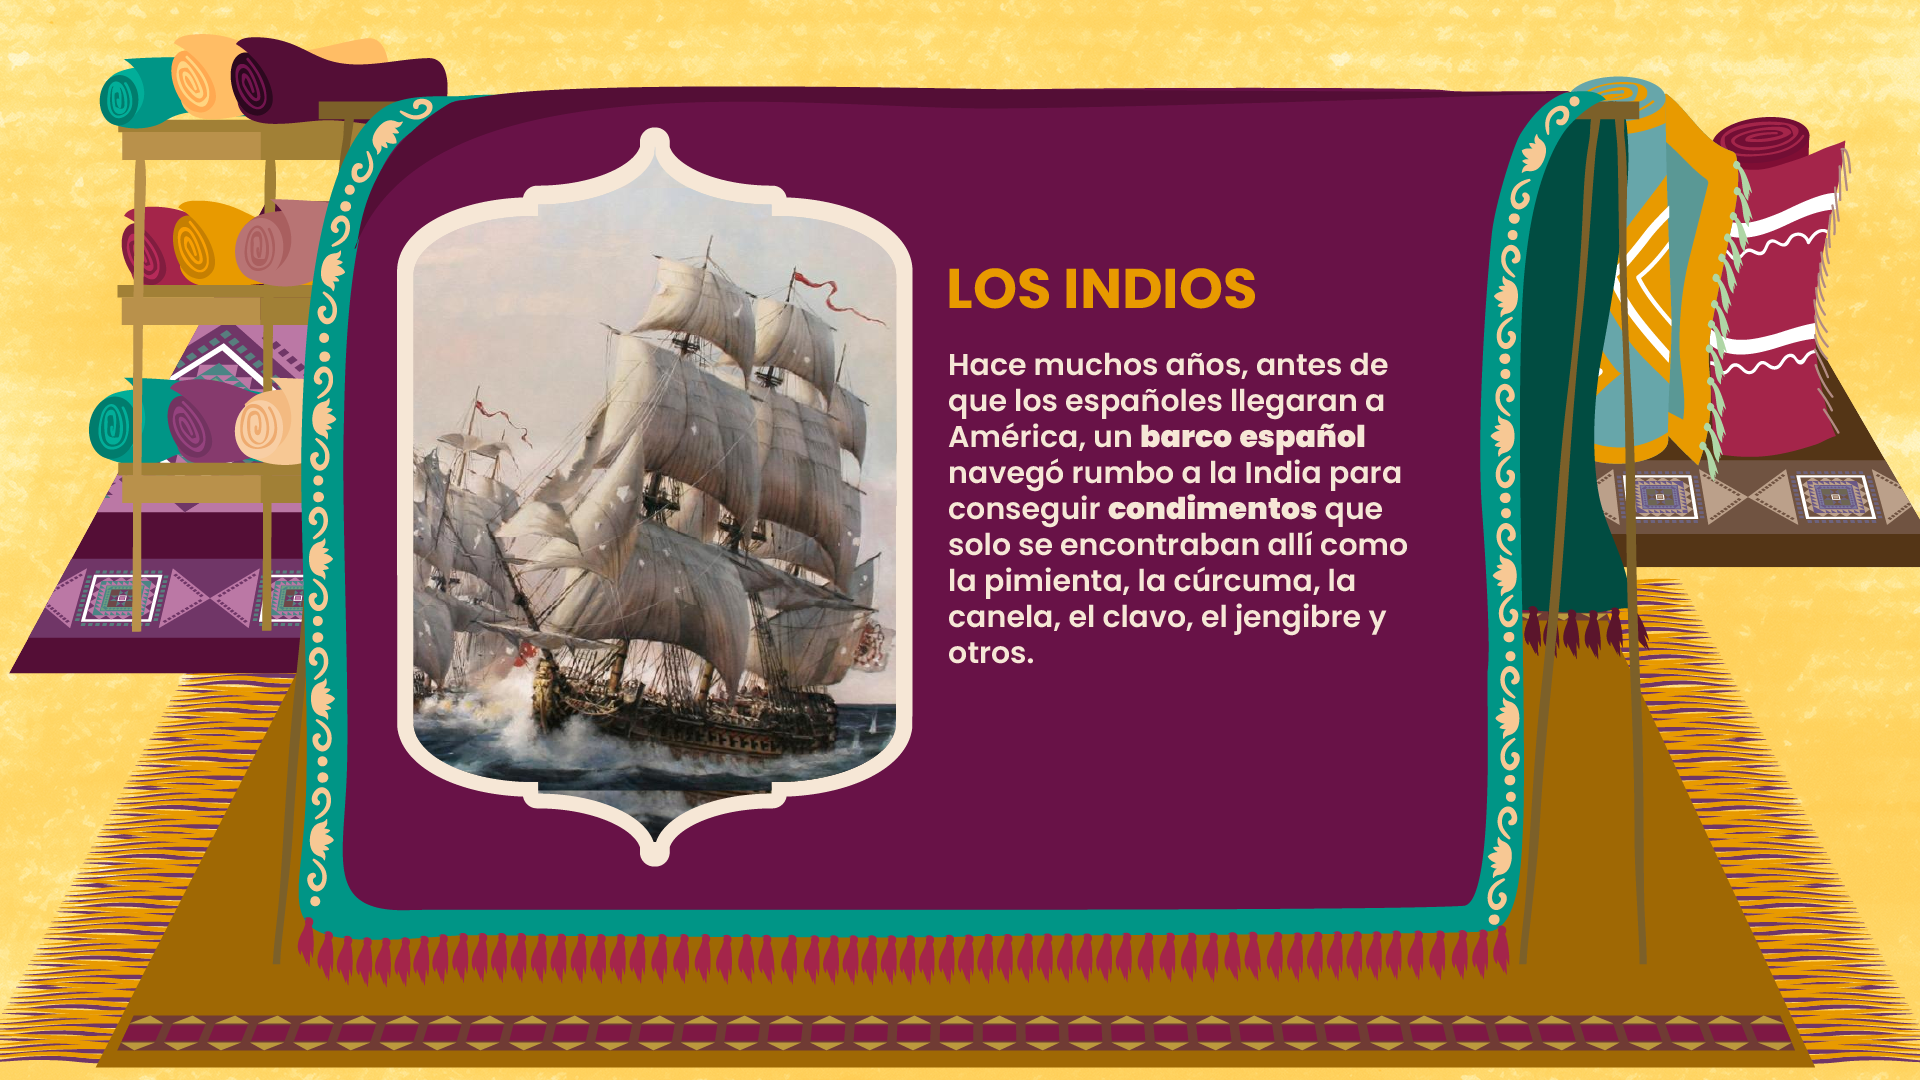 LOS INDIOS
Hace muchos años, antes de
que los españoles llegaran a
América, un barco español
navegó rumbo a la India para
conseguir condimentos que
solo se encontraban allí como
la pimienta, la cúrcuma, la
canela, el clavo, el jengibre y
otros.